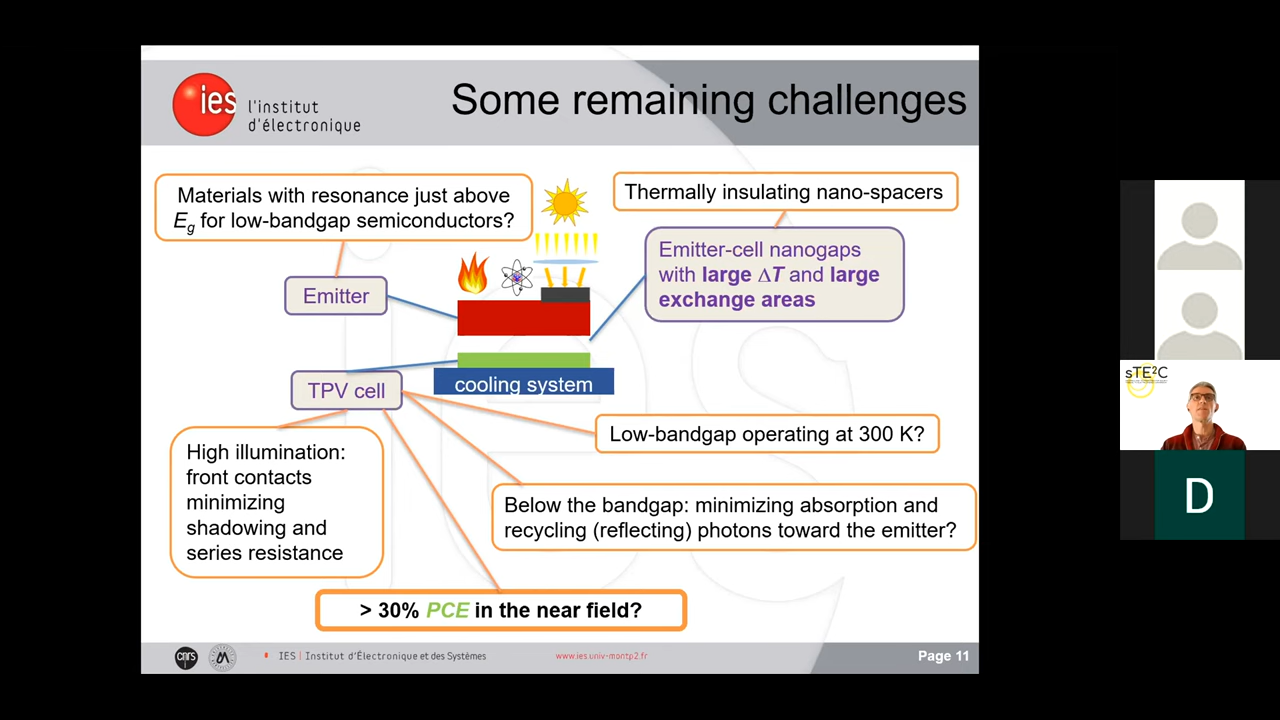 ies l'institut
d'électronique
Some remaining challenges
Materials with resonance just above
Eg for low-bandgap semiconductors?
Thermally insulating nano-spacers
Emitter-cell nanogaps
with large ΔT and large
exchange areas
Emitter
TPV cell
cooling system
High illumination:
front contacts
minimizing
shadowing and
series resistance
Low-bandgap operating at 300 K?
Below the bandgap: minimizing absorption and
recycling (reflecting) photons toward the emitter?
> 30% PCE in the near field?
cnrs
IES | Institut d'Électronique et des Systèmes
www.ies.univ-montp2.fr
Page 11
sTE²C
D